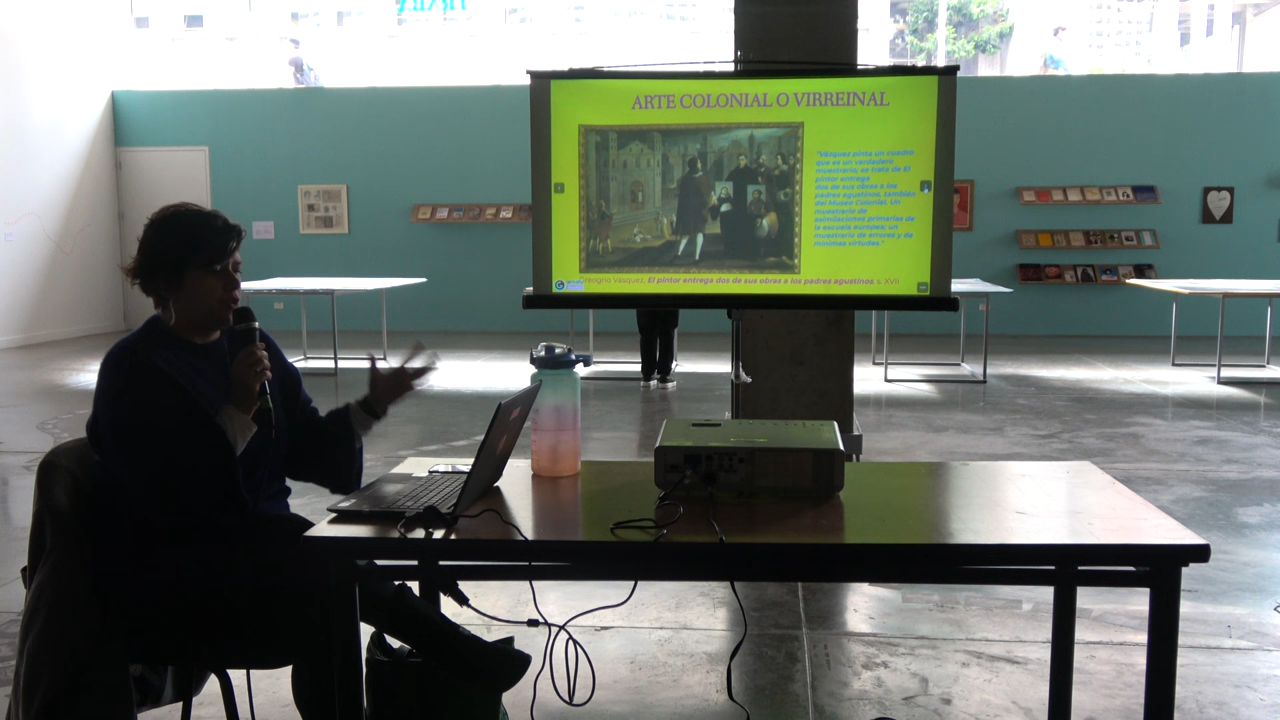 ARTE COLONIAL O VIRREINAL
"Vásquez pinta un cuadro
que es un verdadero
muestrario; se trata de El
pintor entrega
dos de sus obras a los
padres agustinos, también
del Museo Colonial. Un
muestrario de
asimilaciones primarias de
la escuela europea; un
muestrario de errores y de
mínimas virtudes."
Vásquez, El pintor entrega dos de sus obras a los padres agustinos, s. XVII